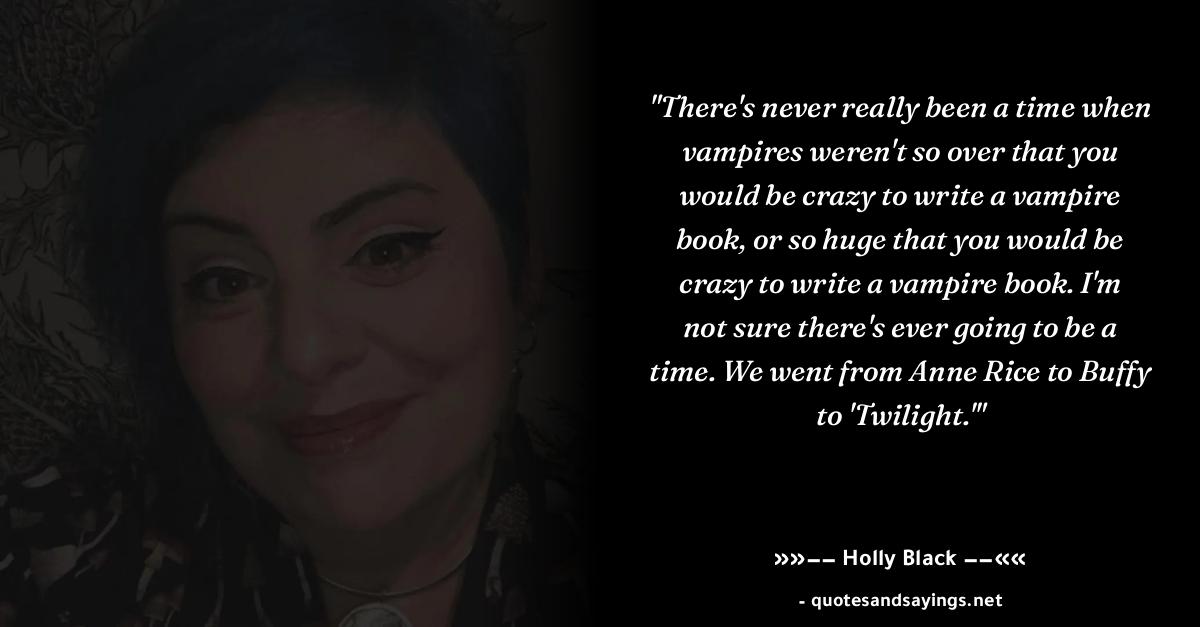 "There's never really been a time when
vampires weren't so over that you
would be crazy to write a vampire
book, or so huge that you would be
crazy to write a vampire book. I'm
not sure there's ever going to be a
time. We went from Anne Rice to Buffy
to 'Twilight.'"
»»−− Holly Black −−««
- quotesandsayings.net